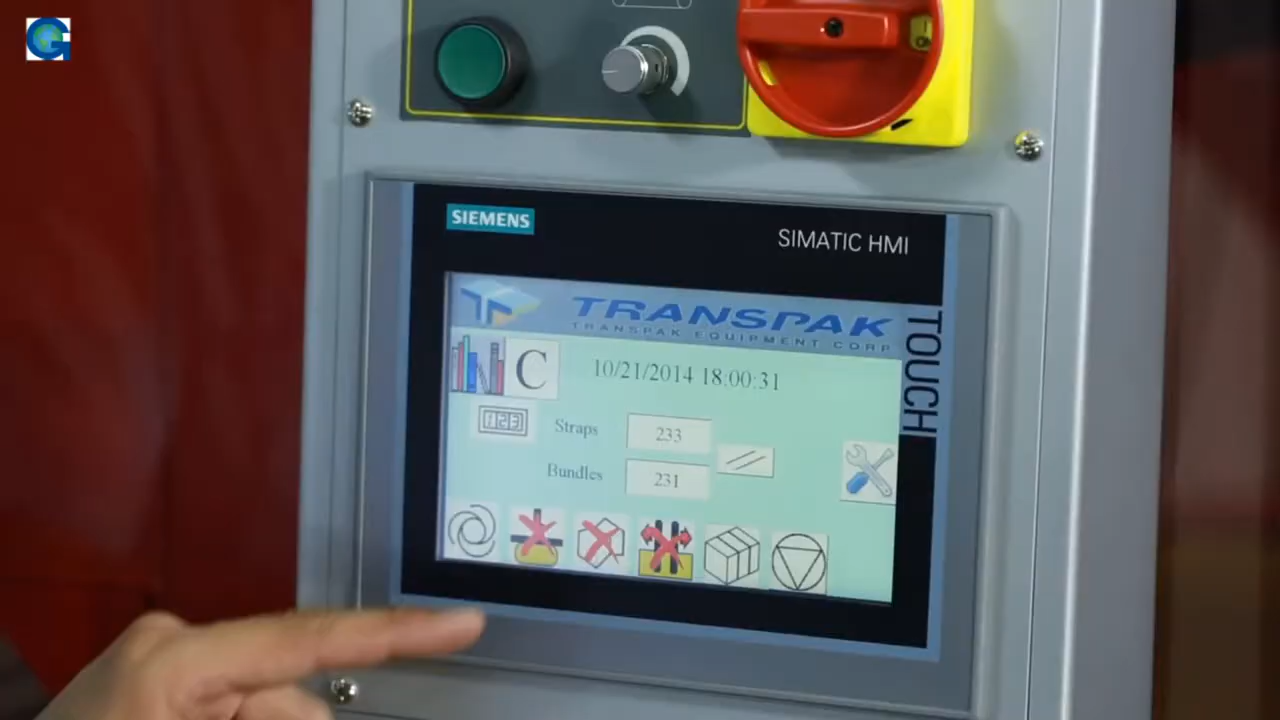 G
SIEMENS
SIMATIC HMI
TRANSPAK
TRANSPAK EQUIPMENT CORP
TOUCH
C
10/21/2014 18:00:31
123
Straps
233
Bundles
231